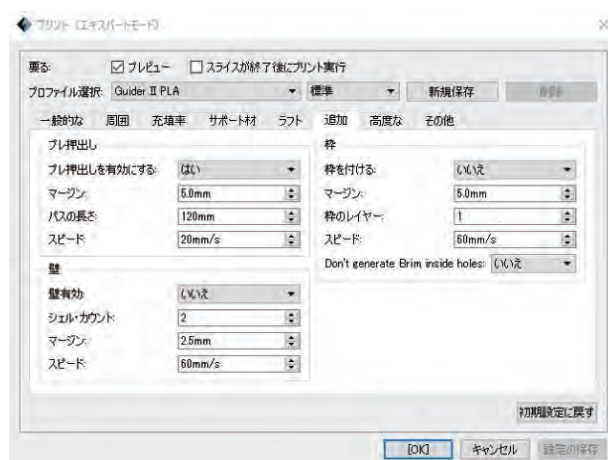 プリント（エキスパートモード）
要る: プレビュー スライスが終了後にプリント実行
プロファイル選択: Guider II PLA 標準 新規保存 削除
一般的な 周囲 充填率 サポート材 ラフト 追加 高度な その他
プレ押出し
プレ押出しを有効にする: はい
マージン: 5.0mm
パスの長さ: 120mm
スピード: 20mm/s
壁
壁有効: いいえ
シェル・カウント: 2
マージン: 2.5mm
スピード: 60mm/s
枠
枠を付ける: いいえ
マージン: 5.0mm
枠のレイヤー: 1
スピード: 60mm/s
Don't generate Brim inside holes: いいえ
初期設定に戻す
[OK] キャンセル 設定の保存